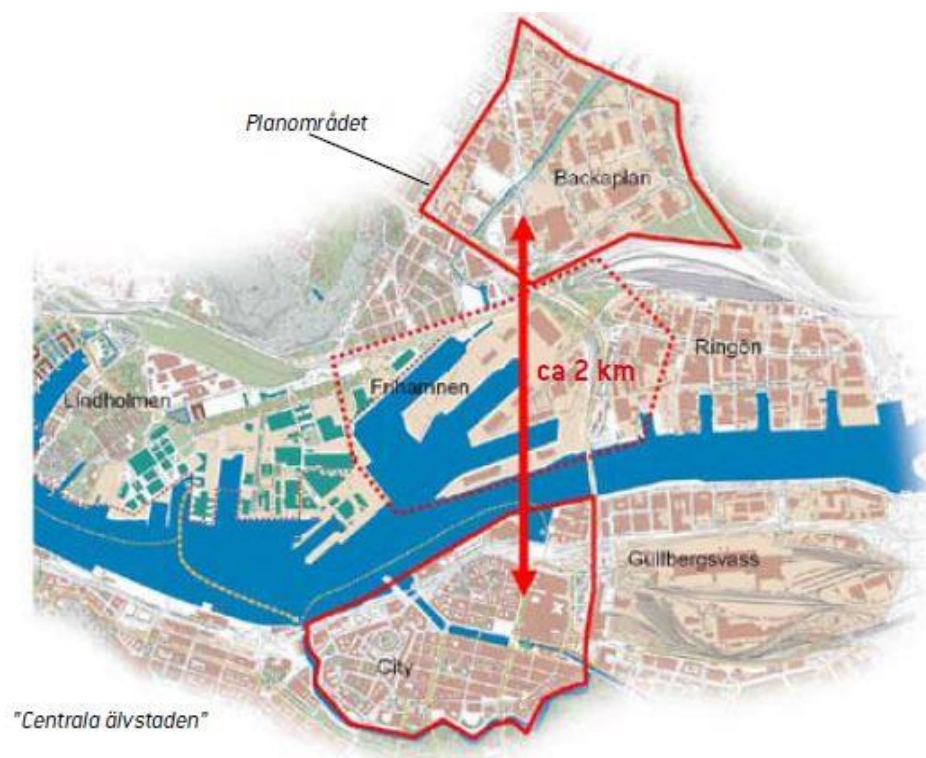 Planområdet
Backaplan
Ringön
ca 2 km
Frihamnen
Lindholmen
Gullbergsvass
City
"Centrala älvstaden"